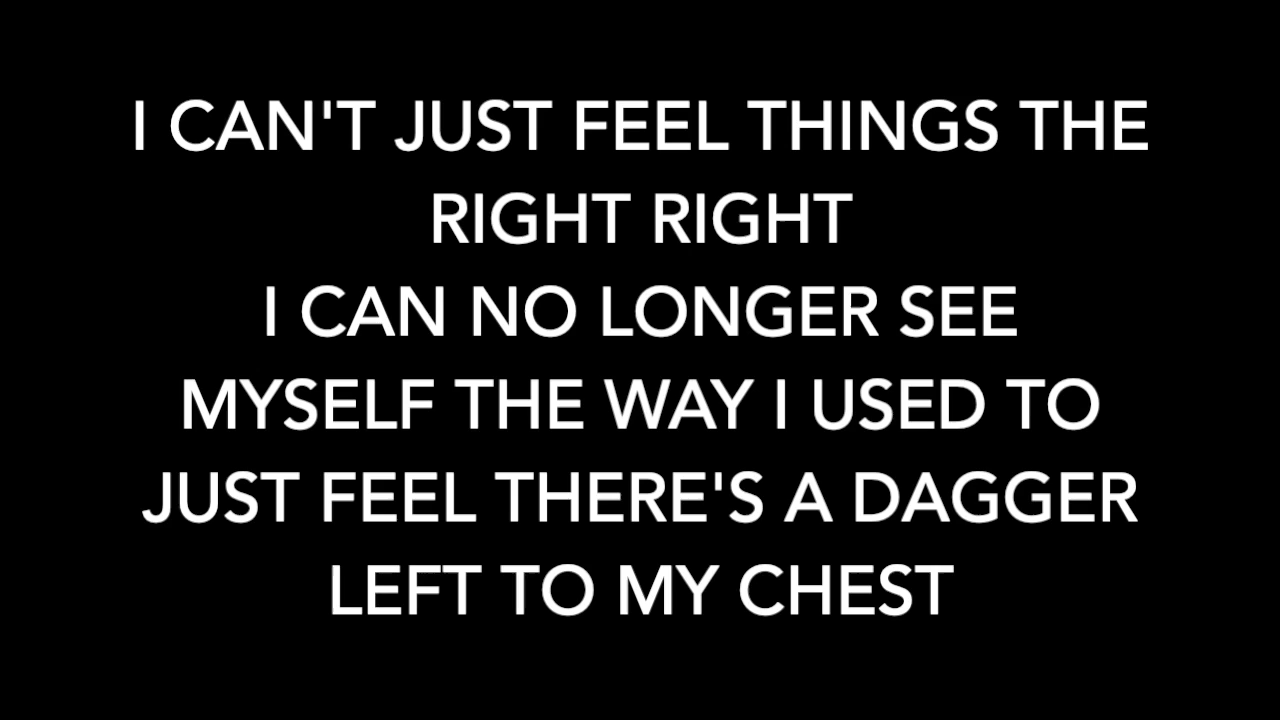 I CAN'T JUST FEEL THINGS THE
RIGHT RIGHT
I CAN NO LONGER SEE
MYSELF THE WAY I USED TO
JUST FEEL THERE'S A DAGGER
LEFT TO MY CHEST